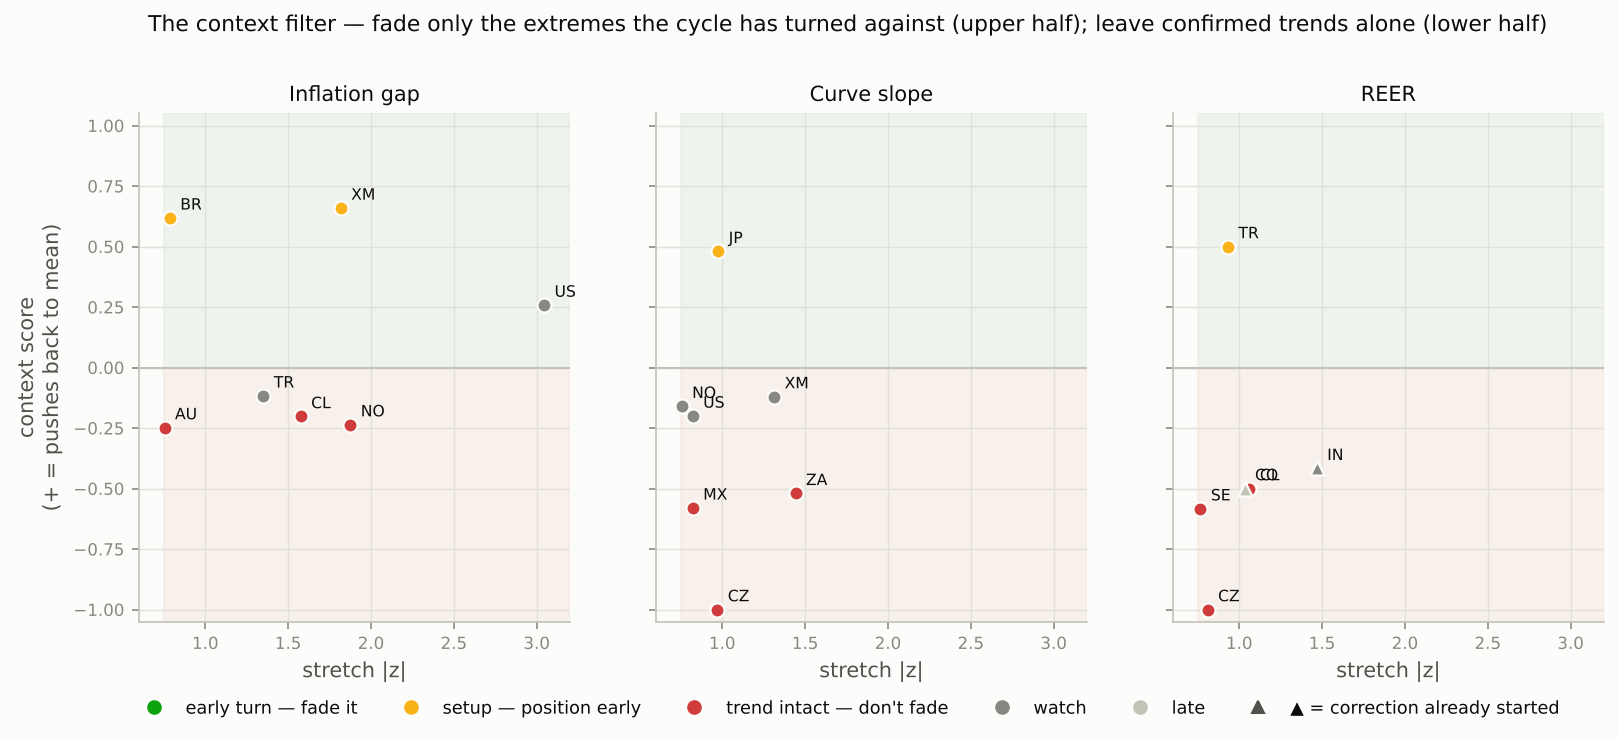 The context filter — fade only the extremes the cycle has turned against (upper half); leave confirmed trends alone (lower half)
Inflation gap
context score
(+ = pushes back to mean)
1.00
0.75
0.50
0.25
0.00
−0.25
−0.50
−0.75
−1.00
BR
XM
US
TR
CL
NO
AU
1.0
1.5
2.0
2.5
3.0
stretch |z|
Curve slope
JP
XM
NO
US
ZA
MX
CZ
1.0
1.5
2.0
2.5
3.0
stretch |z|
REER
TR
IN
CO
CL
SE
CZ
1.0
1.5
2.0
2.5
3.0
stretch |z|
early turn — fade it
setup — position early
trend intact — don't fade
watch
late
▲ = correction already started